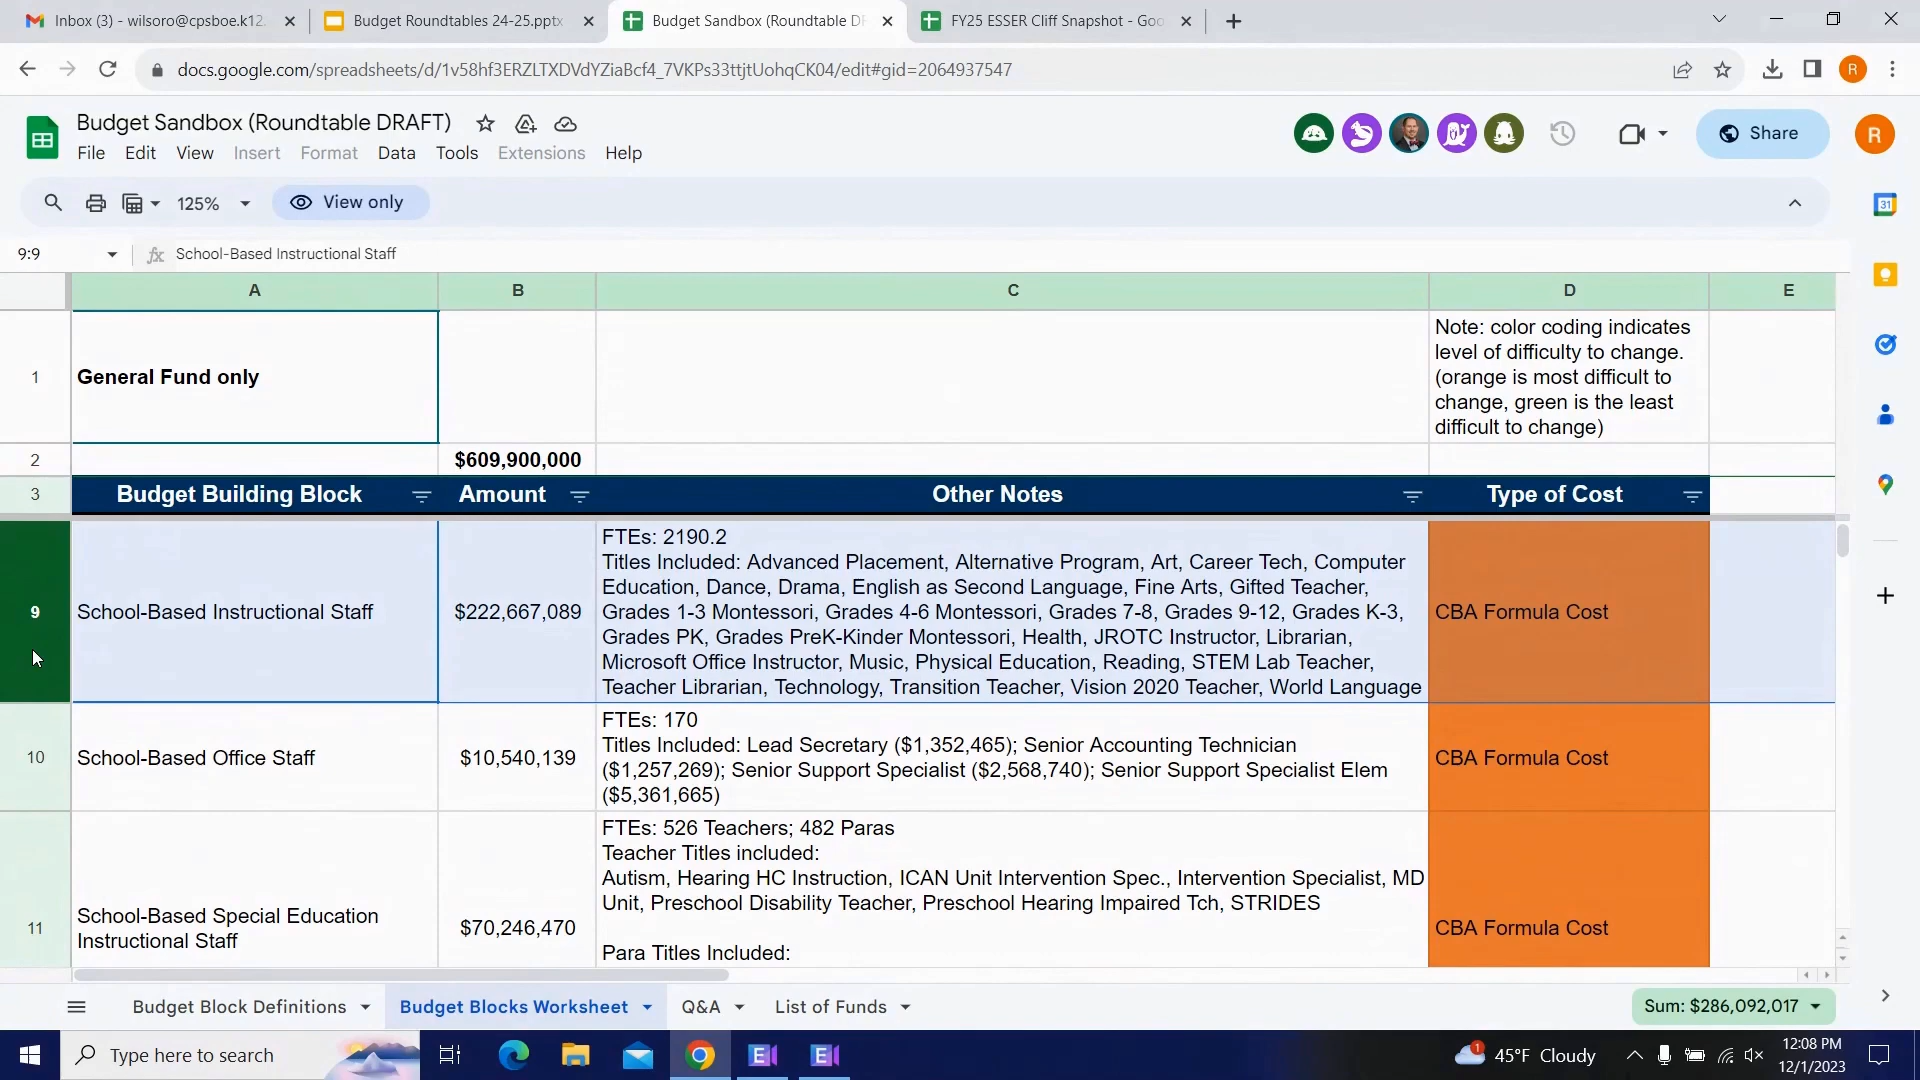 Inbox (3) - wilsoro@cpsboe.k12.
Budget Roundtables 24-25.pptx
Budget Sandbox (Roundtable DR
FY25 ESSER Cliff Snapshot - Goo
docs.google.com/spreadsheets/d/1v58hf3ERZLTXDVdYZiaBcf4_7VKPs33ttjtUohqCK04/edit#gid=2064937547
R
Budget Sandbox (Roundtable DRAFT)
File Edit View Insert Format Data Tools Extensions Help
Share
R
125%
View only
31
9:9
fx School-Based Instructional Staff
A B C D E
1
General Fund only
Note: color coding indicates
level of difficulty to change.
(orange is most difficult to
change, green is the least
difficult to change)
2
$609,900,000
3
Budget Building Block
Amount
Other Notes
Type of Cost
9
School-Based Instructional Staff
$222,667,089
FTEs: 2190.2
Titles Included: Advanced Placement, Alternative Program, Art, Career Tech, Computer
Education, Dance, Drama, English as Second Language, Fine Arts, Gifted Teacher,
Grades 1-3 Montessori, Grades 4-6 Montessori, Grades 7-8, Grades 9-12, Grades K-3,
Grades PK, Grades PreK-Kinder Montessori, Health, JROTC Instructor, Librarian,
Microsoft Office Instructor, Music, Physical Education, Reading, STEM Lab Teacher,
Teacher Librarian, Technology, Transition Teacher, Vision 2020 Teacher, World Language
CBA Formula Cost
10
School-Based Office Staff
$10,540,139
FTEs: 170
Titles Included: Lead Secretary ($1,352,465); Senior Accounting Technician
($1,257,269); Senior Support Specialist ($2,568,740); Senior Support Specialist Elem
($5,361,665)
CBA Formula Cost
11
School-Based Special Education
Instructional Staff
$70,246,470
FTEs: 526 Teachers; 482 Paras
Teacher Titles included:
Autism, Hearing HC Instruction, ICAN Unit Intervention Spec., Intervention Specialist, MD
Unit, Preschool Disability Teacher, Preschool Hearing Impaired Tch, STRIDES
Para Titles Included:
CBA Formula Cost
Budget Block Definitions
Budget Blocks Worksheet
Q&A
List of Funds
Sum: $286,092,017
Type here to search
1
45°F Cloudy
12:08 PM
12/1/2023